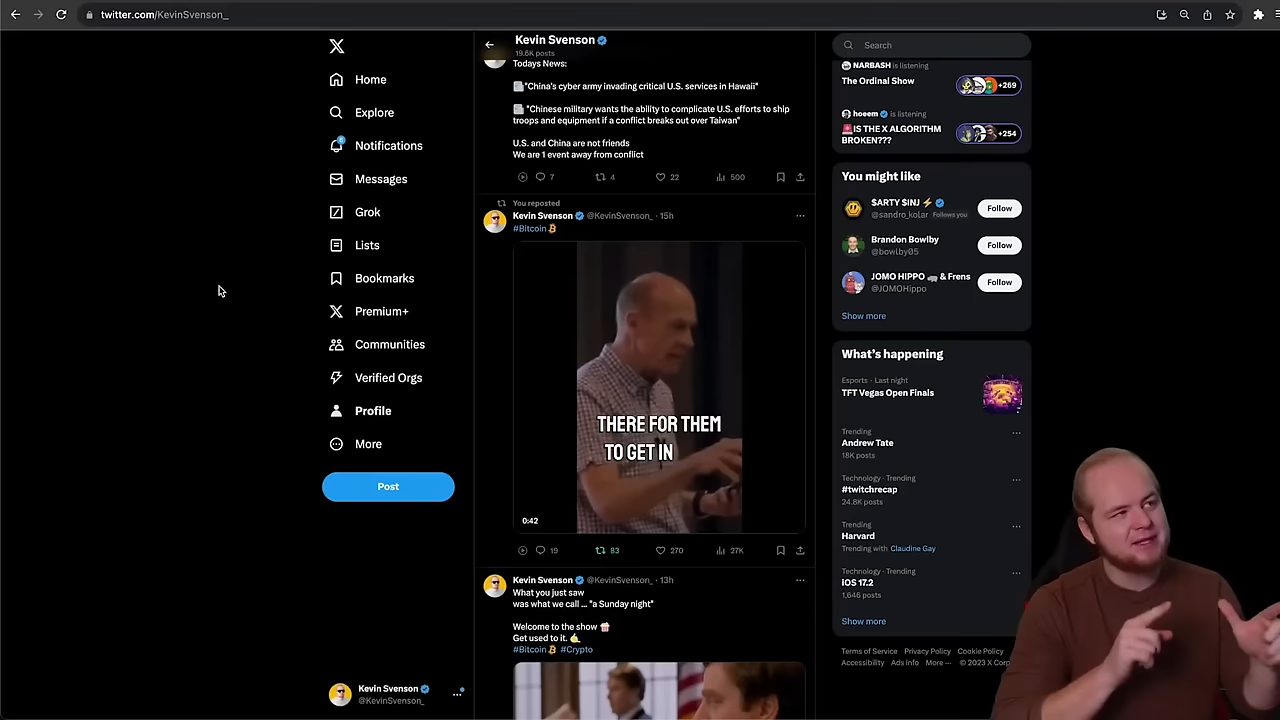 twitter.com/KevinSvenson_
Home
Explore
6
Notifications
Messages
Grok
Lists
Bookmarks
Premium+
Communities
Verified Orgs
Profile
More
Post
Kevin Svenson
@KevinSvenson_
Kevin Svenson
19.6K posts
Todays News:
"China's cyber army invading critical U.S. services in Hawaii"
"Chinese military wants the ability to complicate U.S. efforts to ship
troops and equipment if a conflict breaks out over Taiwan"
U.S. and China are not friends
We are 1 event away from conflict
7 4 22 500
You reposted
Kevin Svenson @KevinSvenson_ · 15h
#Bitcoin
THERE FOR THEM
TO GET IN
0:42
19 83 270 27K
Kevin Svenson @KevinSvenson_ · 13h
What you just saw
was what we call ... "a Sunday night"
Welcome to the show
Get used to it.
#Bitcoin #Crypto
Search
NARBASH is listening
The Ordinal Show
+269
hoeem is listening
IS THE X ALGORITHM
BROKEN???
+254
You might like
$ARTY $INJ
@sandro_kolar Follows you
Follow
Brandon Bowlby
@bowlby05
Follow
JOMO HIPPO & Frens
@JOMOHippo
Follow
Show more
What's happening
Esports · Last night
TFT Vegas Open Finals
Trending
Andrew Tate
18K posts
Technology · Trending
#twitchrecap
24.8K posts
Trending
Harvard
Trending with Claudine Gay
Technology · Trending
iOS 17.2
1,646 posts
Show more
Terms of Service Privacy Policy Cookie Policy
Accessibility Ads info More ··· © 2023 X Corp